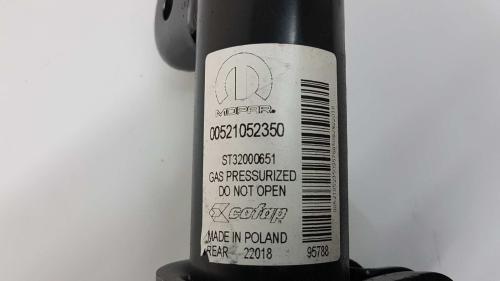 MOPAR
00521052350
ST32000651
GAS PRESSURIZED
DO NOT OPEN
cofap
MADE IN POLAND
REAR 22018 95788